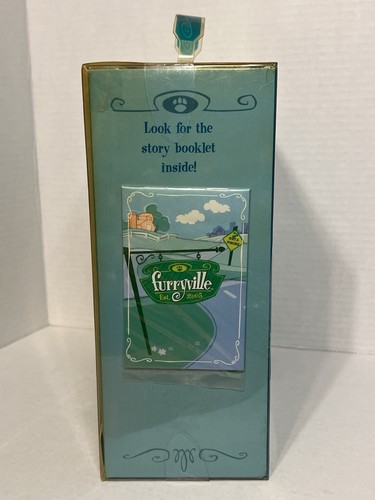 Look for the
story booklet
inside!
furryville